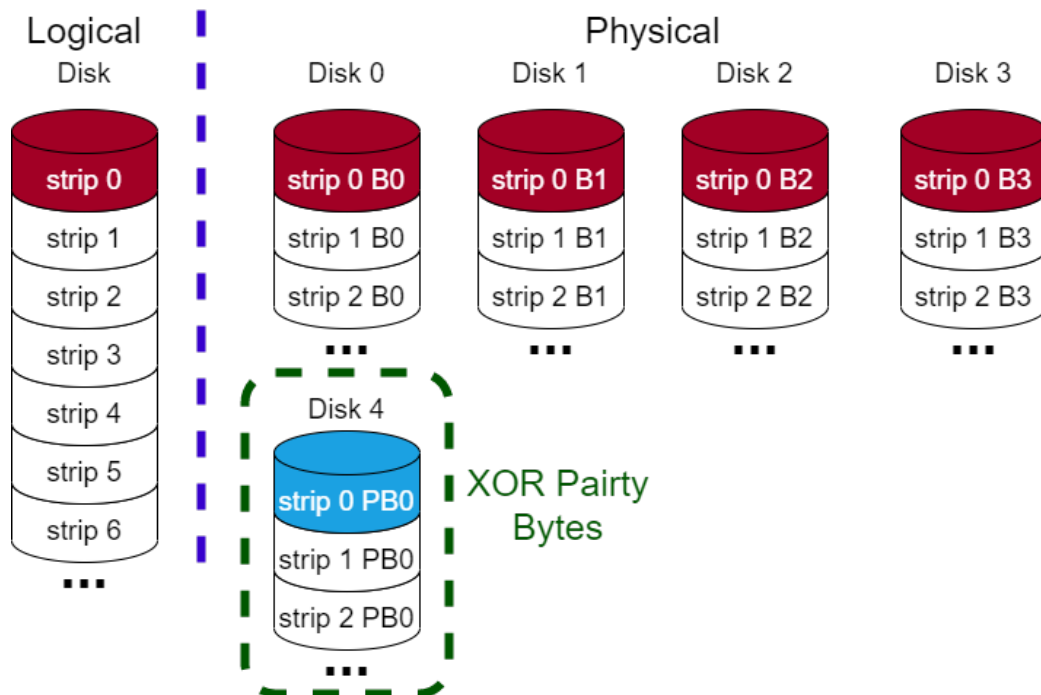 Logical
Physical
Disk
Disk 0
Disk 1
Disk 2
Disk 3
strip 0
strip 0 B0
strip 0 B1
strip 0 B2
strip 0 B3
strip 1
strip 1 B0
strip 1 B1
strip 1 B2
strip 1 B3
strip 2
strip 2 B0
strip 2 B1
strip 2 B2
strip 2 B3
strip 3
...
...
...
...
strip 4
Disk 4
strip 5
strip 0 PB0
XOR Pairty
Bytes
strip 6
strip 1 PB0
...
strip 2 PB0
...